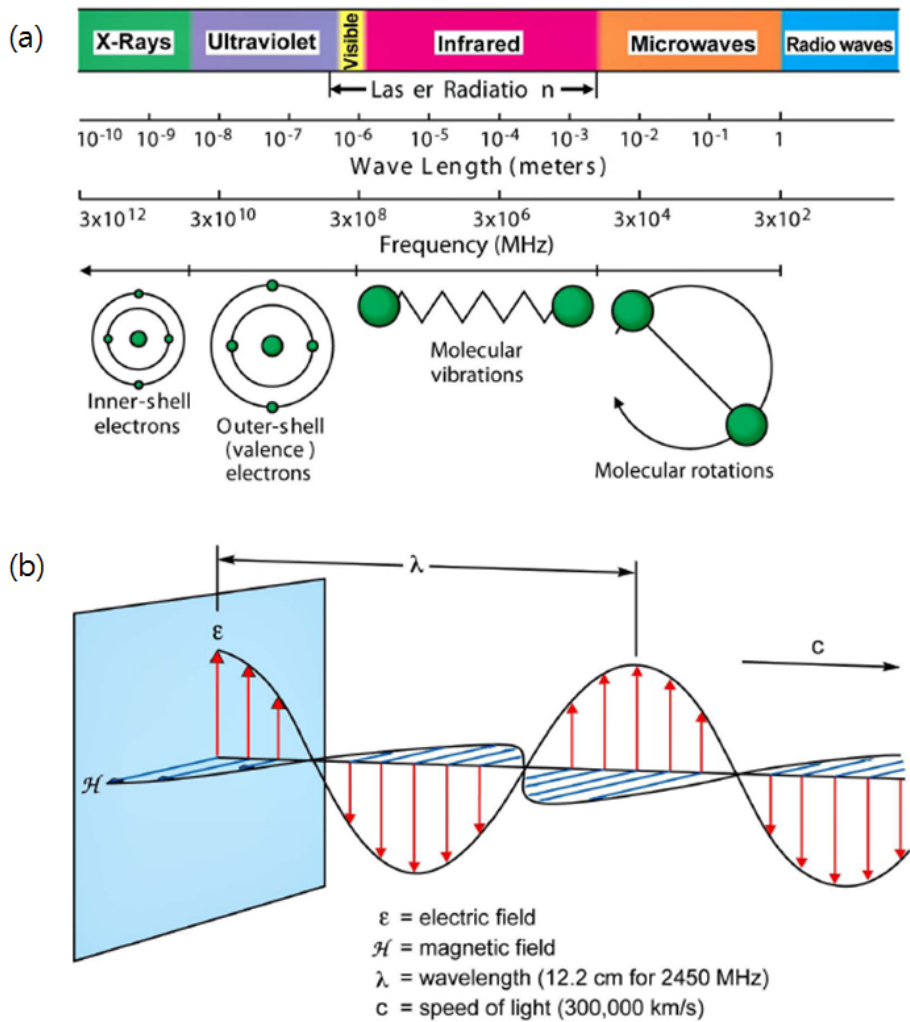 (a)
X-Rays Ultraviolet Visible Infrared Microwaves Radio waves
Las er Radiatio n
10⁻¹⁰ 10⁻⁹ 10⁻⁸ 10⁻⁷ 10⁻⁶ 10⁻⁵ 10⁻⁴ 10⁻³ 10⁻² 10⁻¹ 1
Wave Length (meters)
3x10¹² 3x10¹⁰ 3x10⁸ 3x10⁶ 3x10⁴ 3x10²
Frequency (MHz)
Inner-shell
electrons
Outer-shell
(valence )
electrons
Molecular
vibrations
Molecular rotations
(b)
λ
ε
c
ℋ
ε = electric field
ℋ = magnetic field
λ = wavelength (12.2 cm for 2450 MHz)
c = speed of light (300,000 km/s)